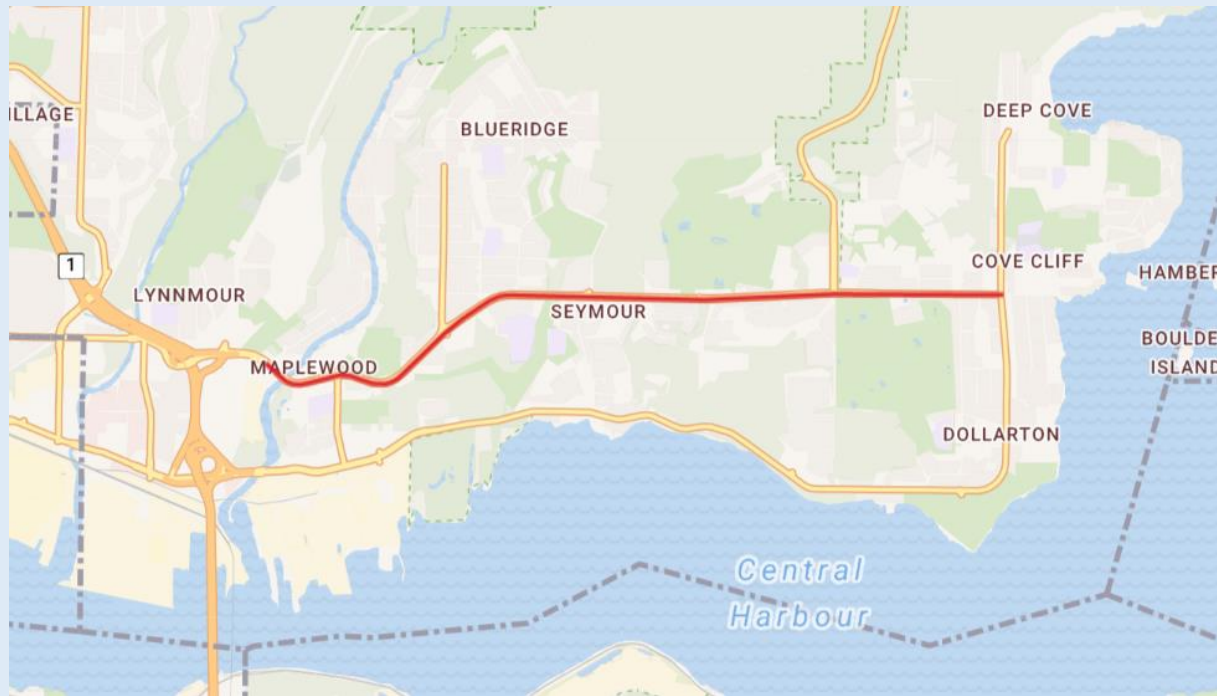 ILLAGE
BLUERIDGE
DEEP COVE
1
LYNNMOUR
COVE CLIFF
HAMBER
SEYMOUR
MAPLEWOOD
BOULDE
ISLAND
DOLLARTON
Central
Harbour